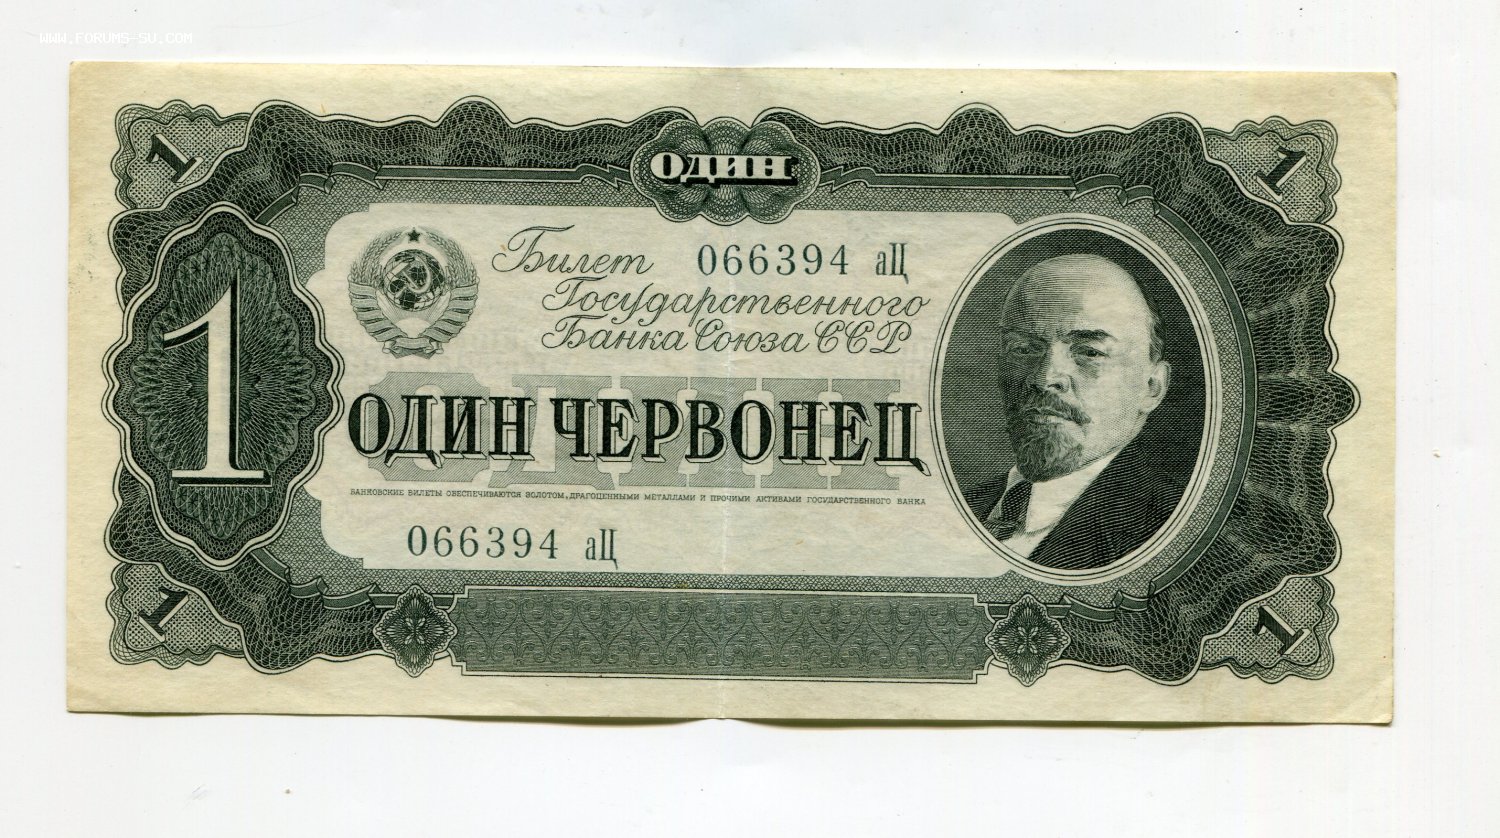 WWW.FORUMS-SU.COM
1 ОДИН 1
Билет 066394 аЦ
Государственного
Банка Союза ССР
1
ОДИН
ОДИН ЧЕРВОНЕЦ
БАНКОВСКИЕ БИЛЕТЫ ОБЕСПЕЧИВАЮТСЯ ЗОЛОТОМ, ДРАГОЦЕННЫМИ МЕТАЛЛАМИ И ПРОЧИМИ АКТИВАМИ ГОСУДАРСТВЕННОГО БАНКА
066394 аЦ
1 1